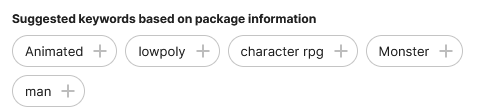 Suggested keywords based on package information
Animated + lowpoly + character rpg + Monster +
man +